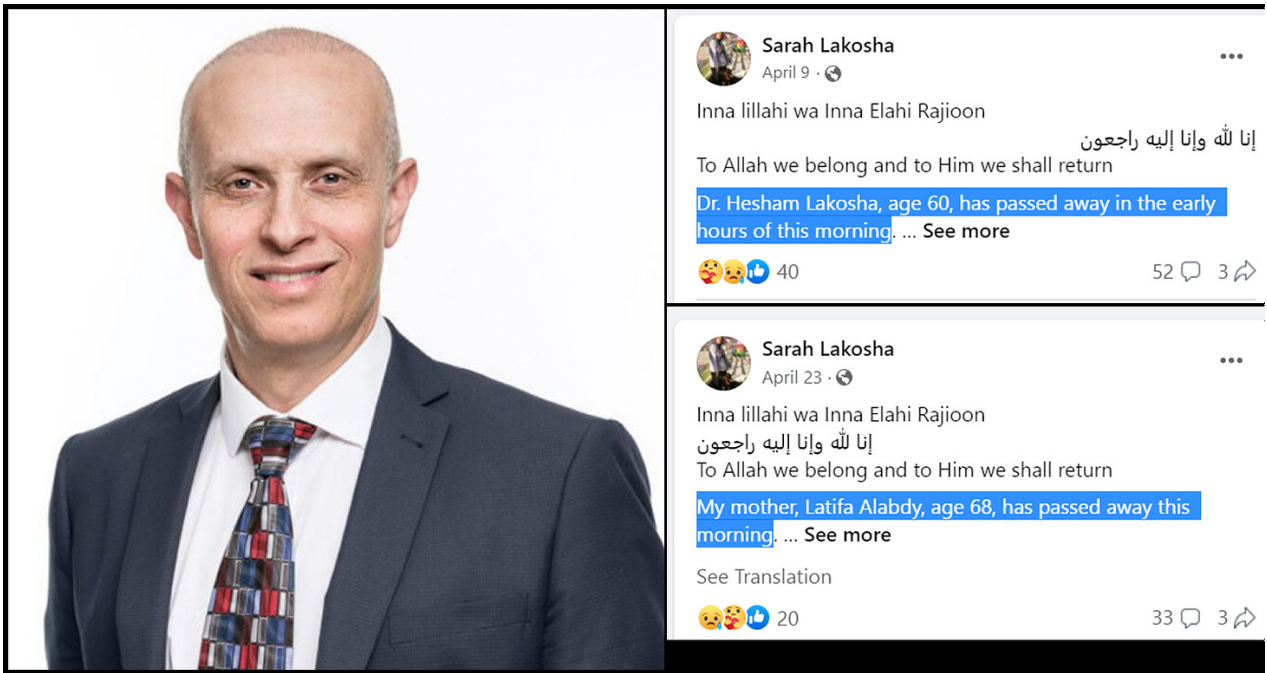 Sarah Lakosha
April 9 ·
Inna lillahi wa Inna Elahi Rajioon
إنا لله وإنا إليه راجعون
To Allah we belong and to Him we shall return
Dr. Hesham Lakosha, age 60, has passed away in the early
hours of this morning. ... See more
40 52 3
Sarah Lakosha
April 23 ·
Inna lillahi wa Inna Elahi Rajioon
إنا لله وإنا إليه راجعون
To Allah we belong and to Him we shall return
My mother, Latifa Alabdy, age 68, has passed away this
morning. ... See more
See Translation
20 33 3